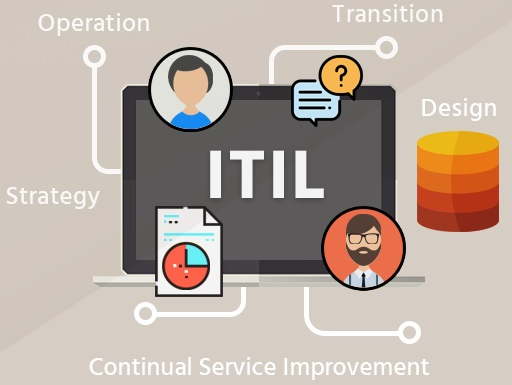 Operation
Transition
?
Design
ITIL
Strategy
Continual Service Improvement